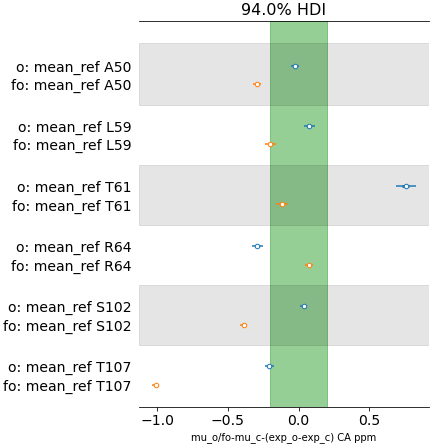 94.0% HDI
o: mean_ref A50
fo: mean_ref A50
o: mean_ref L59
fo: mean_ref L59
o: mean_ref T61
fo: mean_ref T61
o: mean_ref R64
fo: mean_ref R64
o: mean_ref S102
fo: mean_ref S102
o: mean_ref T107
fo: mean_ref T107
−1.0 −0.5 0.0 0.5
mu_o/fo-mu_c-(exp_o-exp_c) CA ppm